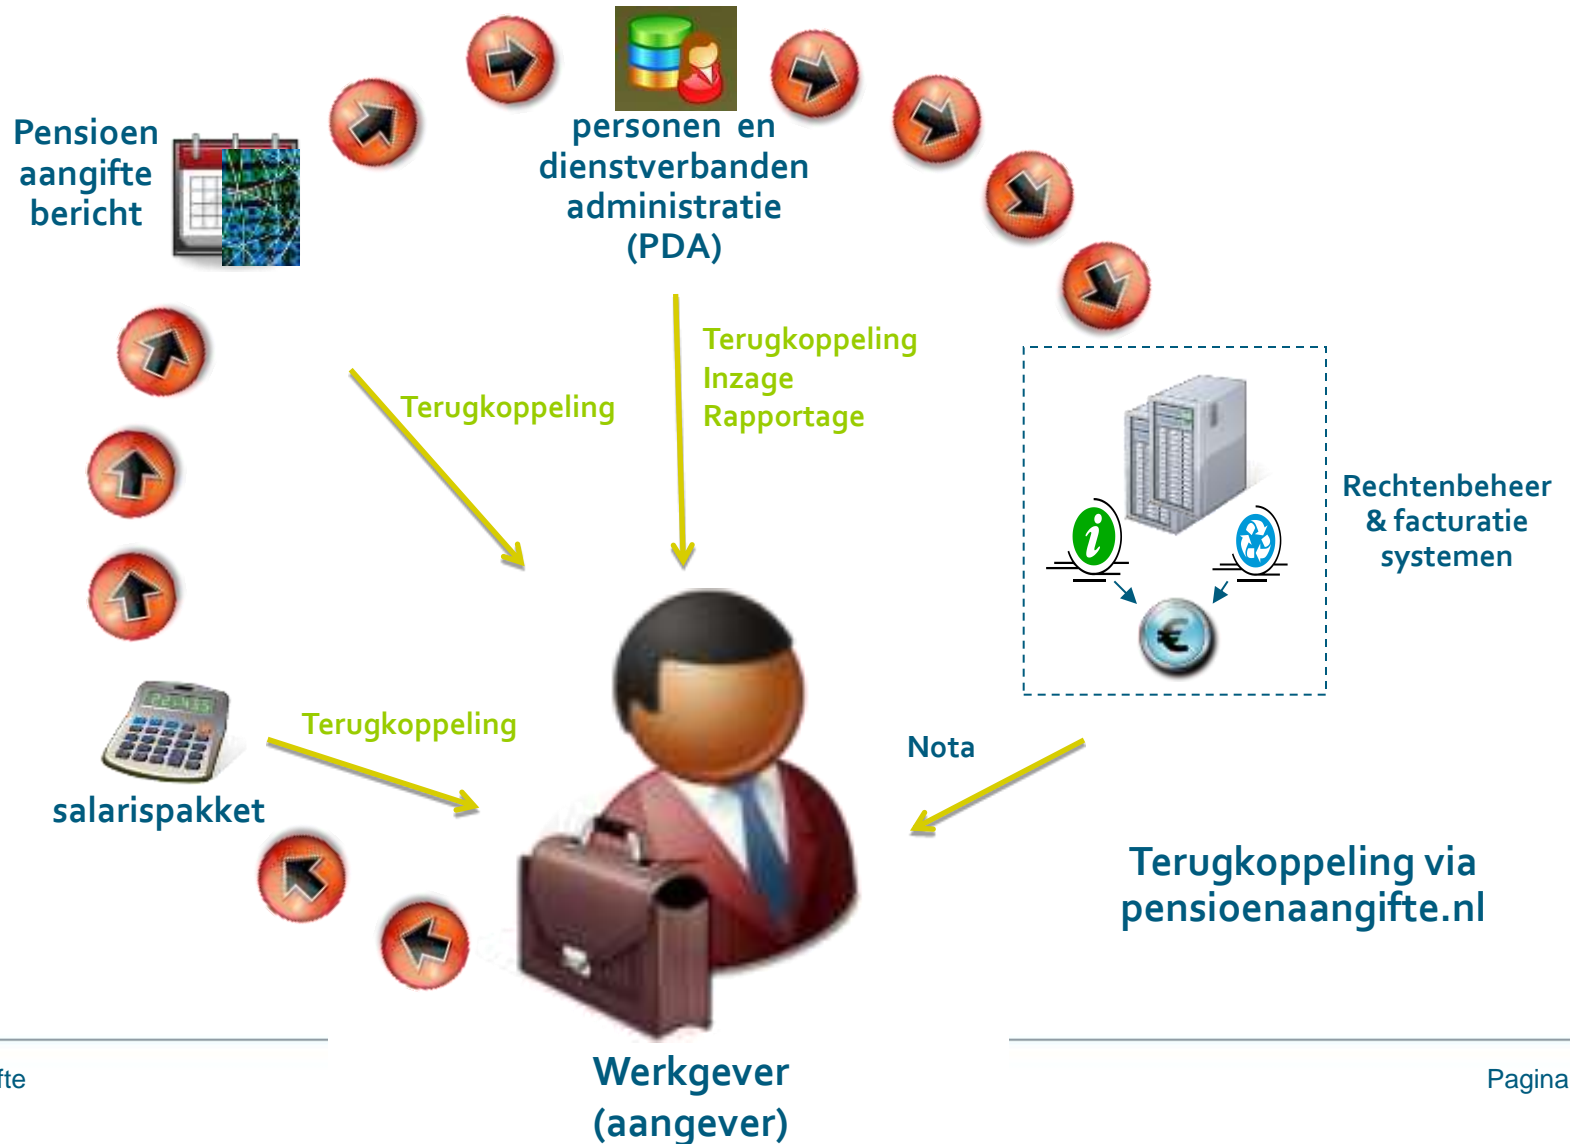 Pensioen
aangifte
bericht
personen en
dienstverbanden
administratie
(PDA)
Terugkoppeling
Inzage
Rapportage
Terugkoppeling
Rechtenbeheer
& facturatie
systemen
i
€
Terugkoppeling
salarispakket
Nota
Terugkoppeling via
pensioenaangifte.nl
Werkgever
(aangever)
fte
Pagina